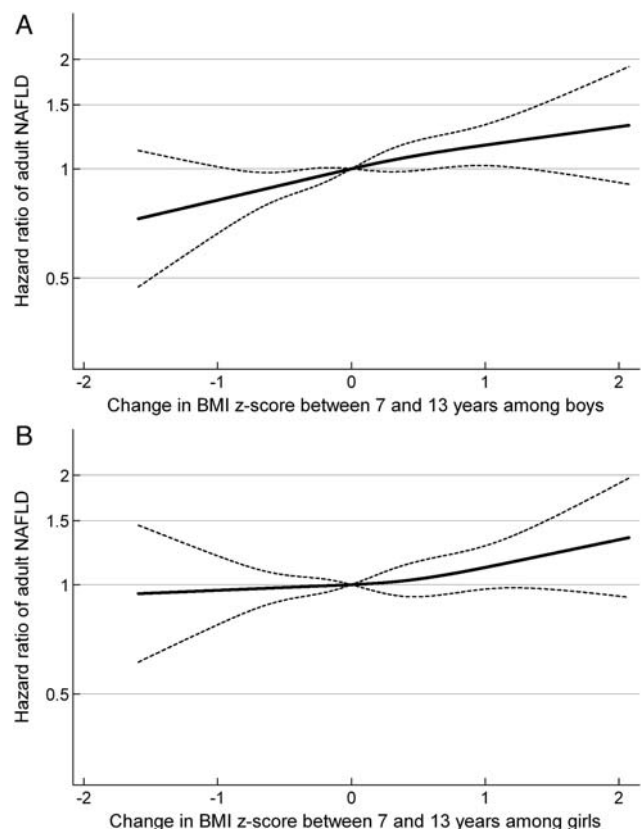 A
Hazard ratio of adult NAFLD
2
1.5
1
0.5
-2 -1 0 1 2
Change in BMI z-score between 7 and 13 years among boys
B
Hazard ratio of adult NAFLD
2
1.5
1
0.5
-2 -1 0 1 2
Change in BMI z-score between 7 and 13 years among girls